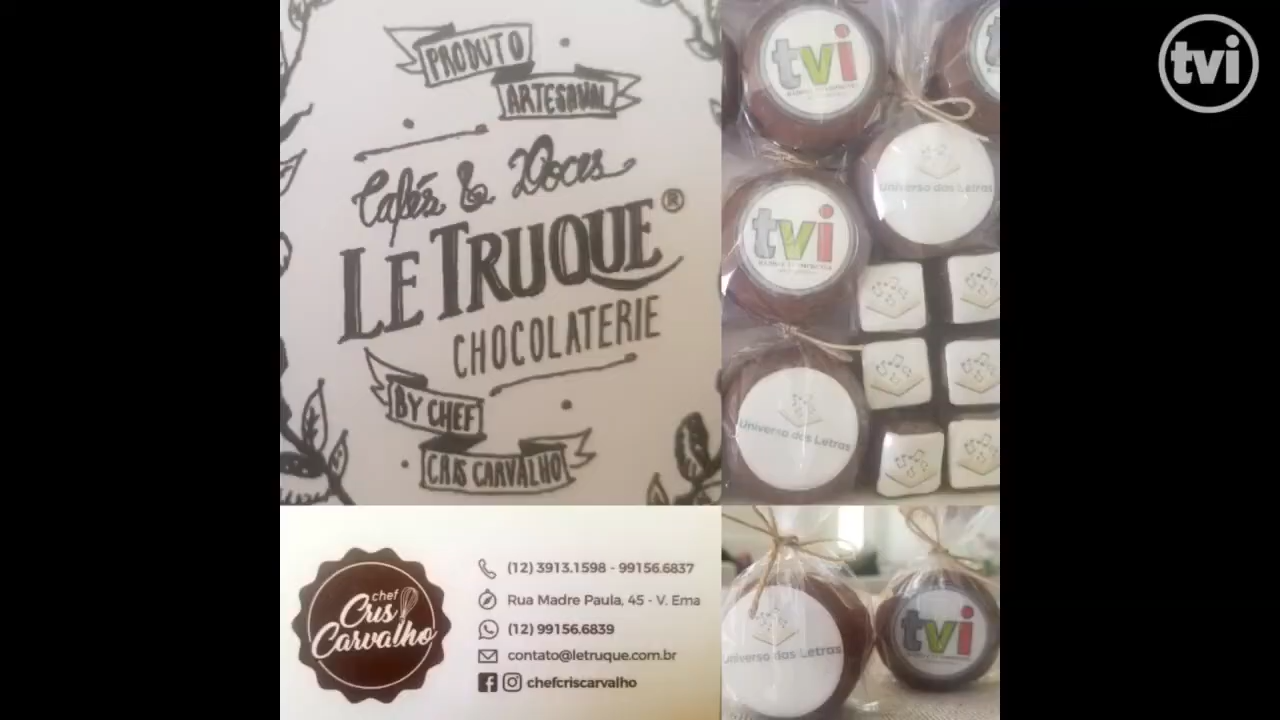 PRODUTO
ARTESANAL
Cafés & Doces
LE TRUQUE®
CHOCOLATERIE
BY CHEF
CRIS CARVALHO
tvi
Universo das Letras
tvi
Universo das Letras
chef
Cris
Carvalho
(12) 3913.1598 - 99156.6837
Rua Madre Paula, 45 - V. Ema
(12) 99156.6839
contato@letruque.com.br
chefcriscarvalho
Universo das Letras
tvi
tvi